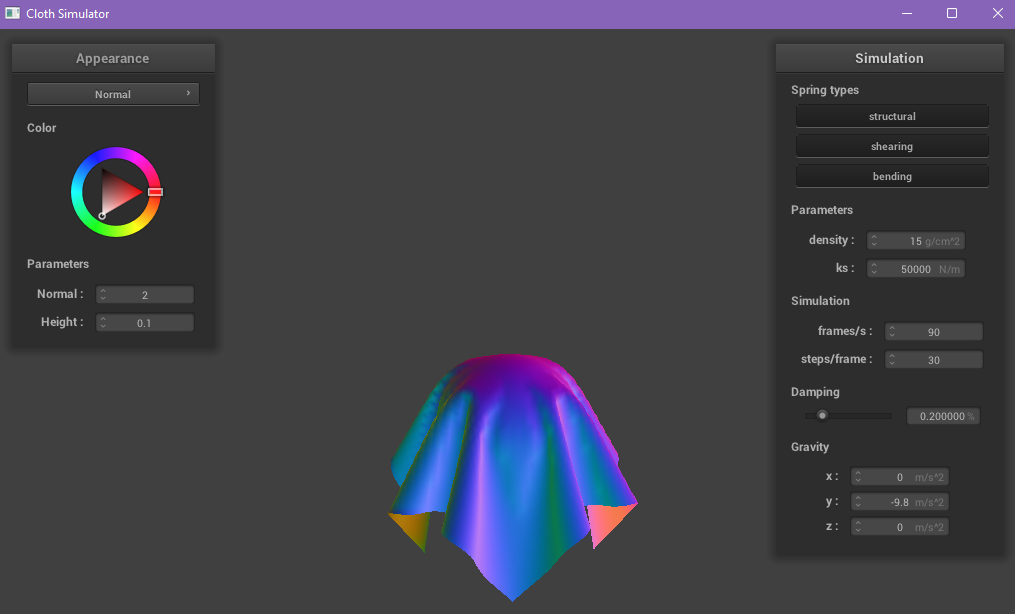 Cloth Simulator
Appearance
Normal
Color
Parameters
Normal : 2
Height : 0.1
Simulation
Spring types
structural
shearing
bending
Parameters
density : 15 g/cm^2
ks : 50000 N/m
Simulation
frames/s : 90
steps/frame : 30
Damping
0.200000 %
Gravity
x : 0 m/s^2
y : -9.8 m/s^2
z : 0 m/s^2